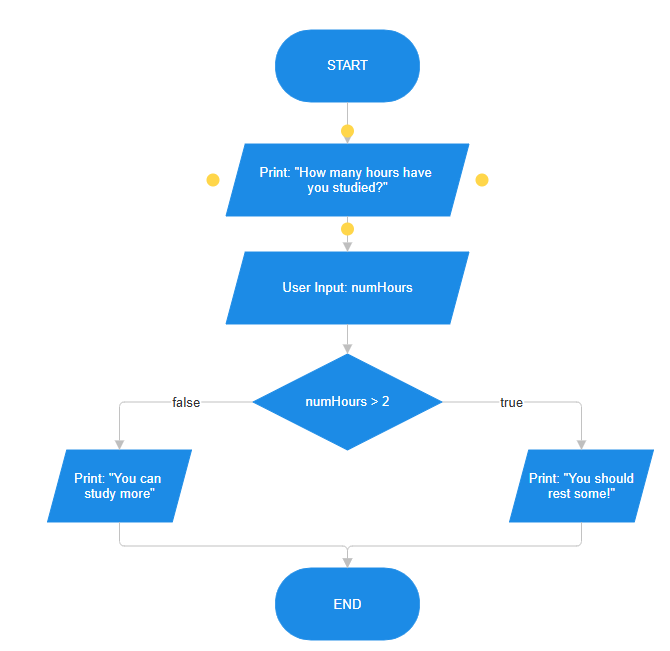 START
Print: "How many hours have
you studied?"
User Input: numHours
numHours > 2
false
true
Print: "You can
study more"
Print: "You should
rest some!"
END